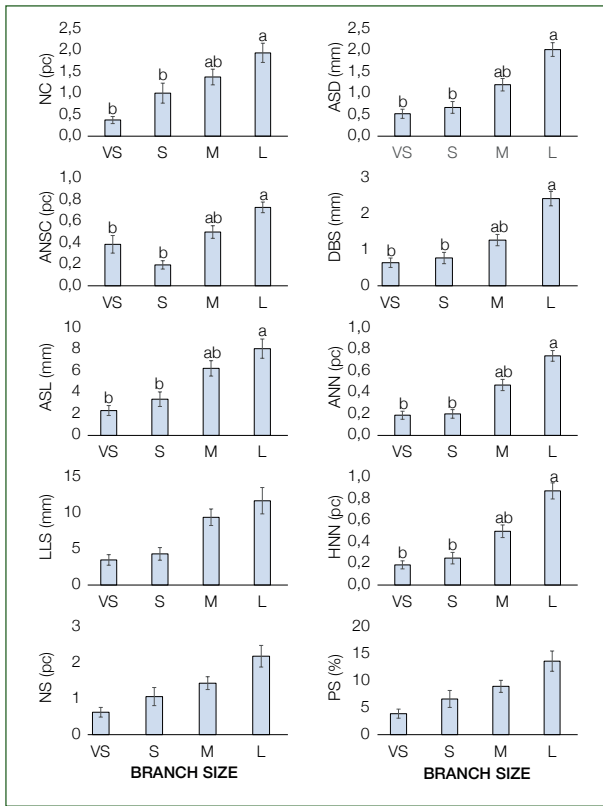 NC (pc)
2,5
2,0
1,5
1,0
0,5
0,0
b
b
ab
a
VS S M L
ASD (mm)
2,5
2,0
1,5
1,0
0,5
0,0
b
b
ab
a
VS S M L
ANSC (pc)
1,0
0,8
0,6
0,4
0,2
0,0
b
b
ab
a
VS S M L
DBS (mm)
3
2
1
0
b
b
ab
a
VS S M L
ASL (mm)
10
8
6
4
2
0
b
b
ab
a
VS S M L
ANN (pc)
1,0
0,8
0,6
0,4
0,2
0,0
b
b
ab
a
VS S M L
LLS (mm)
15
10
5
0
VS S M L
HNN (pc)
1,0
0,8
0,6
0,4
0,2
0,0
b
b
ab
a
VS S M L
NS (pc)
3
2
1
0
VS S M L
BRANCH SIZE
PS (%)
20
15
10
5
0
VS S M L
BRANCH SIZE